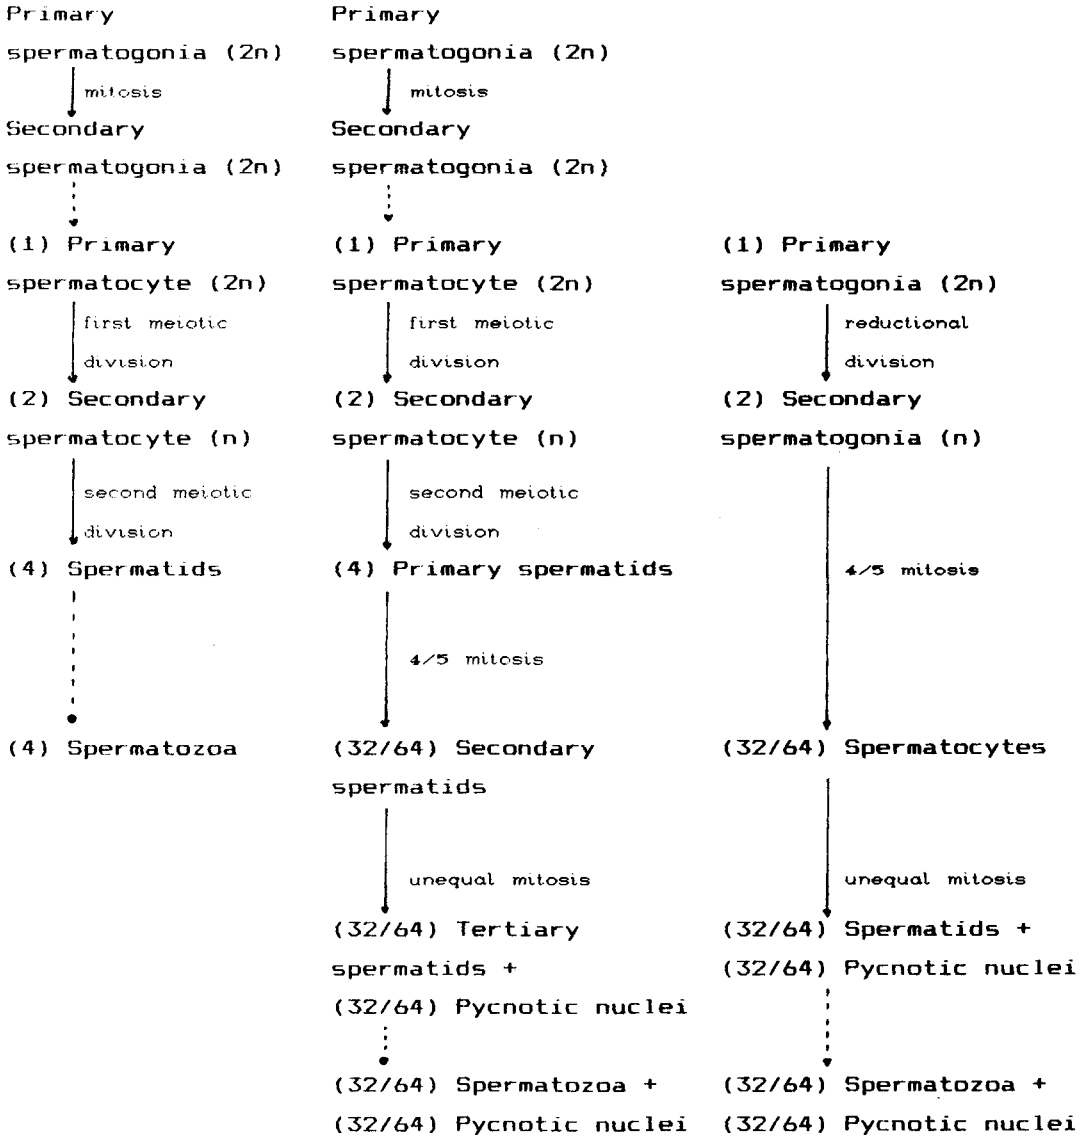 Primary
spermatogonia (2n)
mitosis
Secondary
spermatogonia (2n)
(1) Primary
spermatocyte (2n)
first meiotic
division
(2) Secondary
spermatocyte (n)
second meiotic
division
(4) Spermatids
(4) Spermatozoa
Primary
spermatogonia (2n)
mitosis
Secondary
spermatogonia (2n)
(1) Primary
spermatocyte (2n)
first meiotic
division
(2) Secondary
spermatocyte (n)
second meiotic
division
(4) Primary spermatids
4/5 mitosis
(32/64) Secondary
spermatids
unequal mitosis
(32/64) Tertiary
spermatids +
(32/64) Pycnotic nuclei
(32/64) Spermatozoa +
(32/64) Pycnotic nuclei
(1) Primary
spermatogonia (2n)
reductional
division
(2) Secondary
spermatogonia (n)
4/5 mitosis
(32/64) Spermatocytes
unequal mitosis
(32/64) Spermatids +
(32/64) Pycnotic nuclei
(32/64) Spermatozoa +
(32/64) Pycnotic nuclei